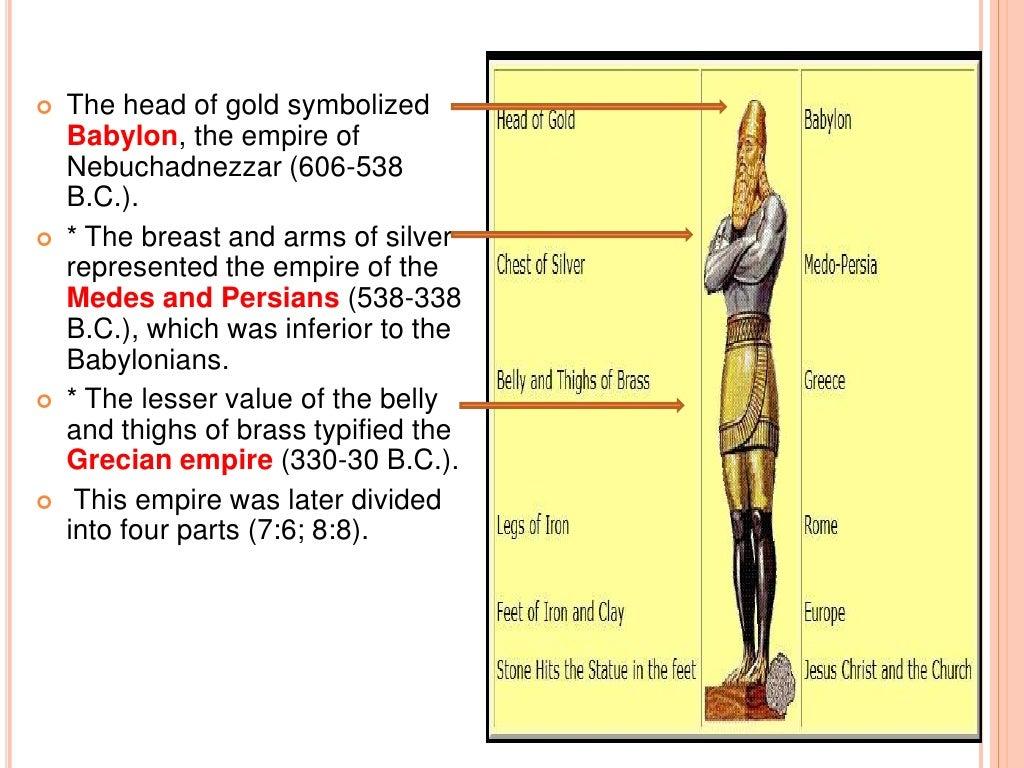 The head of gold symbolized
Babylon, the empire of
Nebuchadnezzar (606-538
B.C.).
* The breast and arms of silver
represented the empire of the
Medes and Persians (538-338
B.C.), which was inferior to the
Babylonians.
* The lesser value of the belly
and thighs of brass typified the
Grecian empire (330-30 B.C.).
This empire was later divided
into four parts (7:6; 8:8).
Head of Gold
Babylon
Chest of Silver
Medo-Persia
Belly and Thighs of Brass
Greece
Legs of Iron
Rome
Feet of Iron and Clay
Europe
Stone Hits the Statue in the feet
Jesus Christ and the Church